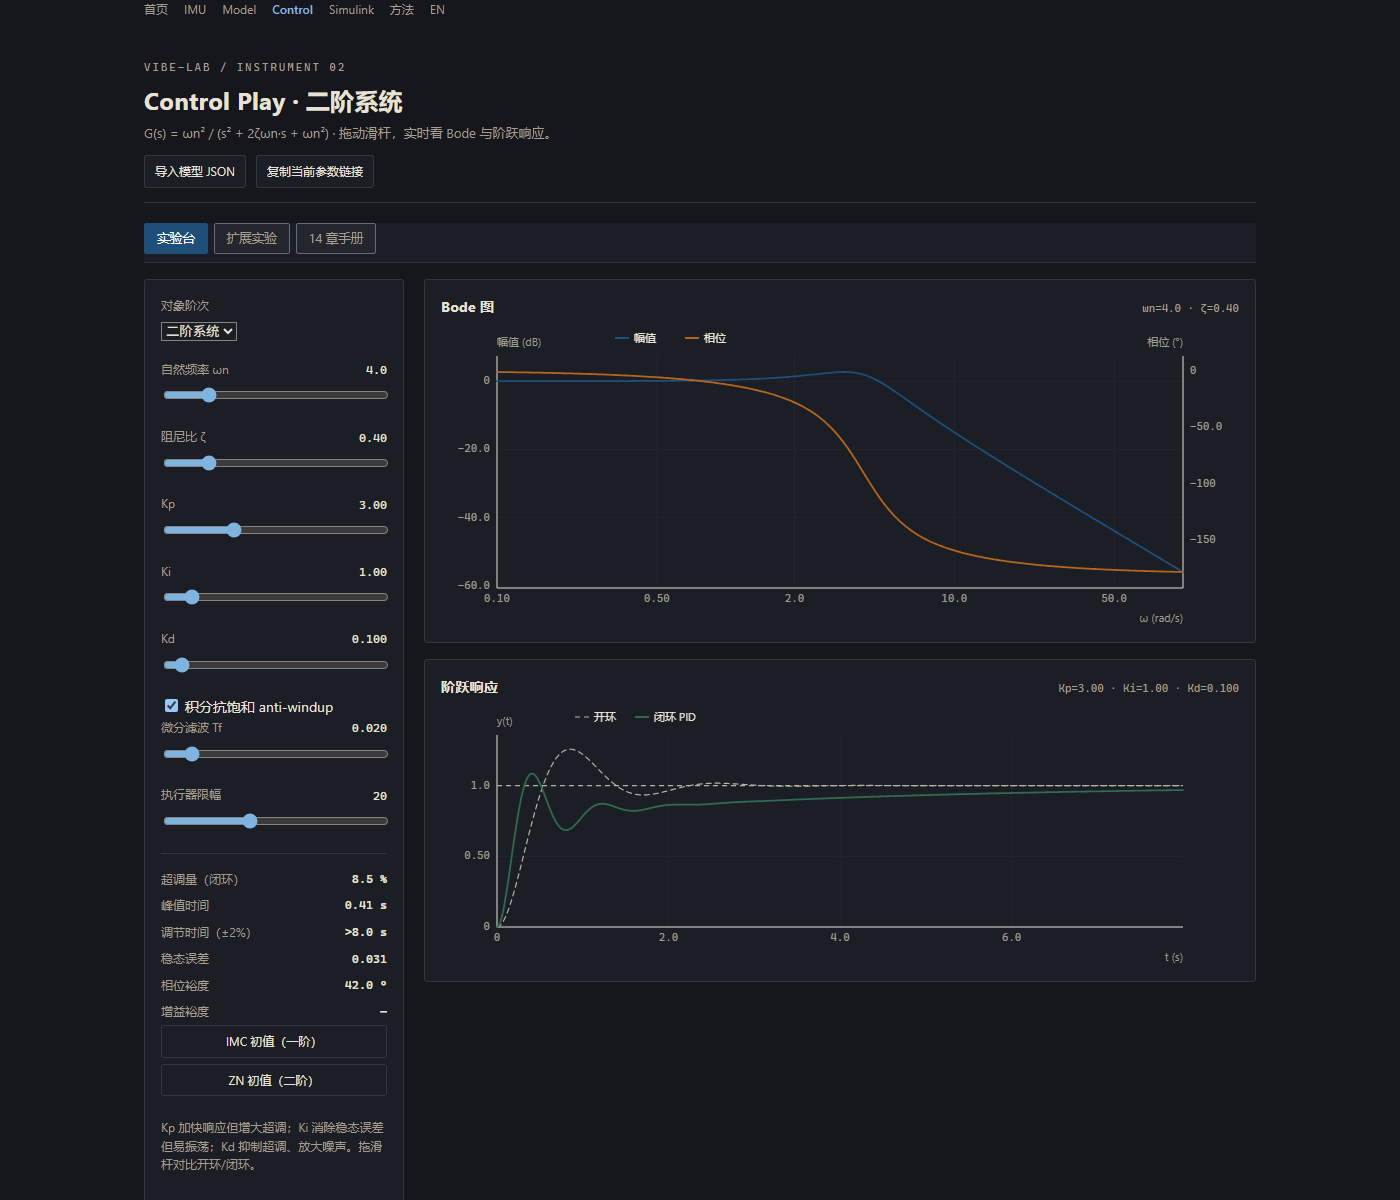 首页 IMU Model Control Simulink 方法 EN
VIBE-LAB / INSTRUMENT 02
Control Play · 二阶系统
G(s) = ωn² / (s² + 2ζωn·s + ωn²) · 拖动滑杆，实时看 Bode 与阶跃响应。
导入模型 JSON 复制当前参数链接
实验台 扩展实验 14 章手册
对象阶次
二阶系统
自然频率 ωn 4.0
阻尼比 ζ 0.40
Kp 3.00
Ki 1.00
Kd 0.100
积分抗饱和 anti-windup
微分滤波 Tf 0.020
执行器限幅 20
超调量（闭环） 8.5 %
峰值时间 0.41 s
调节时间（±2%） >8.0 s
稳态误差 0.031
相位裕度 42.0 °
增益裕度 —
IMC 初值（一阶）
ZN 初值（二阶）
Kp 加快响应但增大超调；Ki 消除稳态误差
但易振荡；Kd 抑制超调、放大噪声。拖滑
杆对比开环/闭环。
Bode 图 ωn=4.0 · ζ=0.40
幅值 (dB) 幅值 相位 相位 (°)
0 0
-20.0 -50.0
-40.0 -100
-60.0 -150
0.10 0.50 2.0 10.0 50.0
ω (rad/s)
阶跃响应 Kp=3.00 · Ki=1.00 · Kd=0.100
y(t) 开环 闭环 PID
1.0
0.50
0
0 2.0 4.0 6.0
t (s)